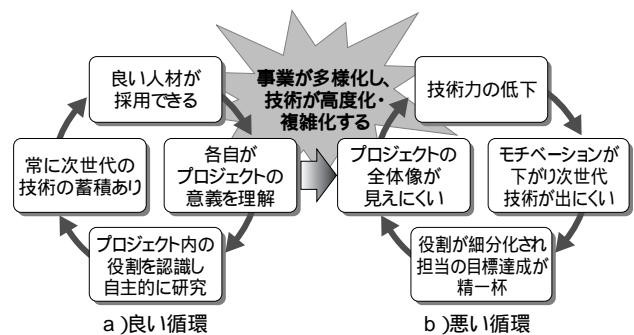 良い人材が
採用できる
各自が
プロジェクトの
意義を理解
プロジェクト内の
役割を認識し
自主的に研究
常に次世代の
技術の蓄積あり
a)良い循環
事業が多様化し、
技術が高度化・
複雑化する
技術力の低下
モチベーションが
下がり次世代
技術が出にくい
役割が細分化され
担当の目標達成が
精一杯
プロジェクトの
全体像が
見えにくい
b)悪い循環